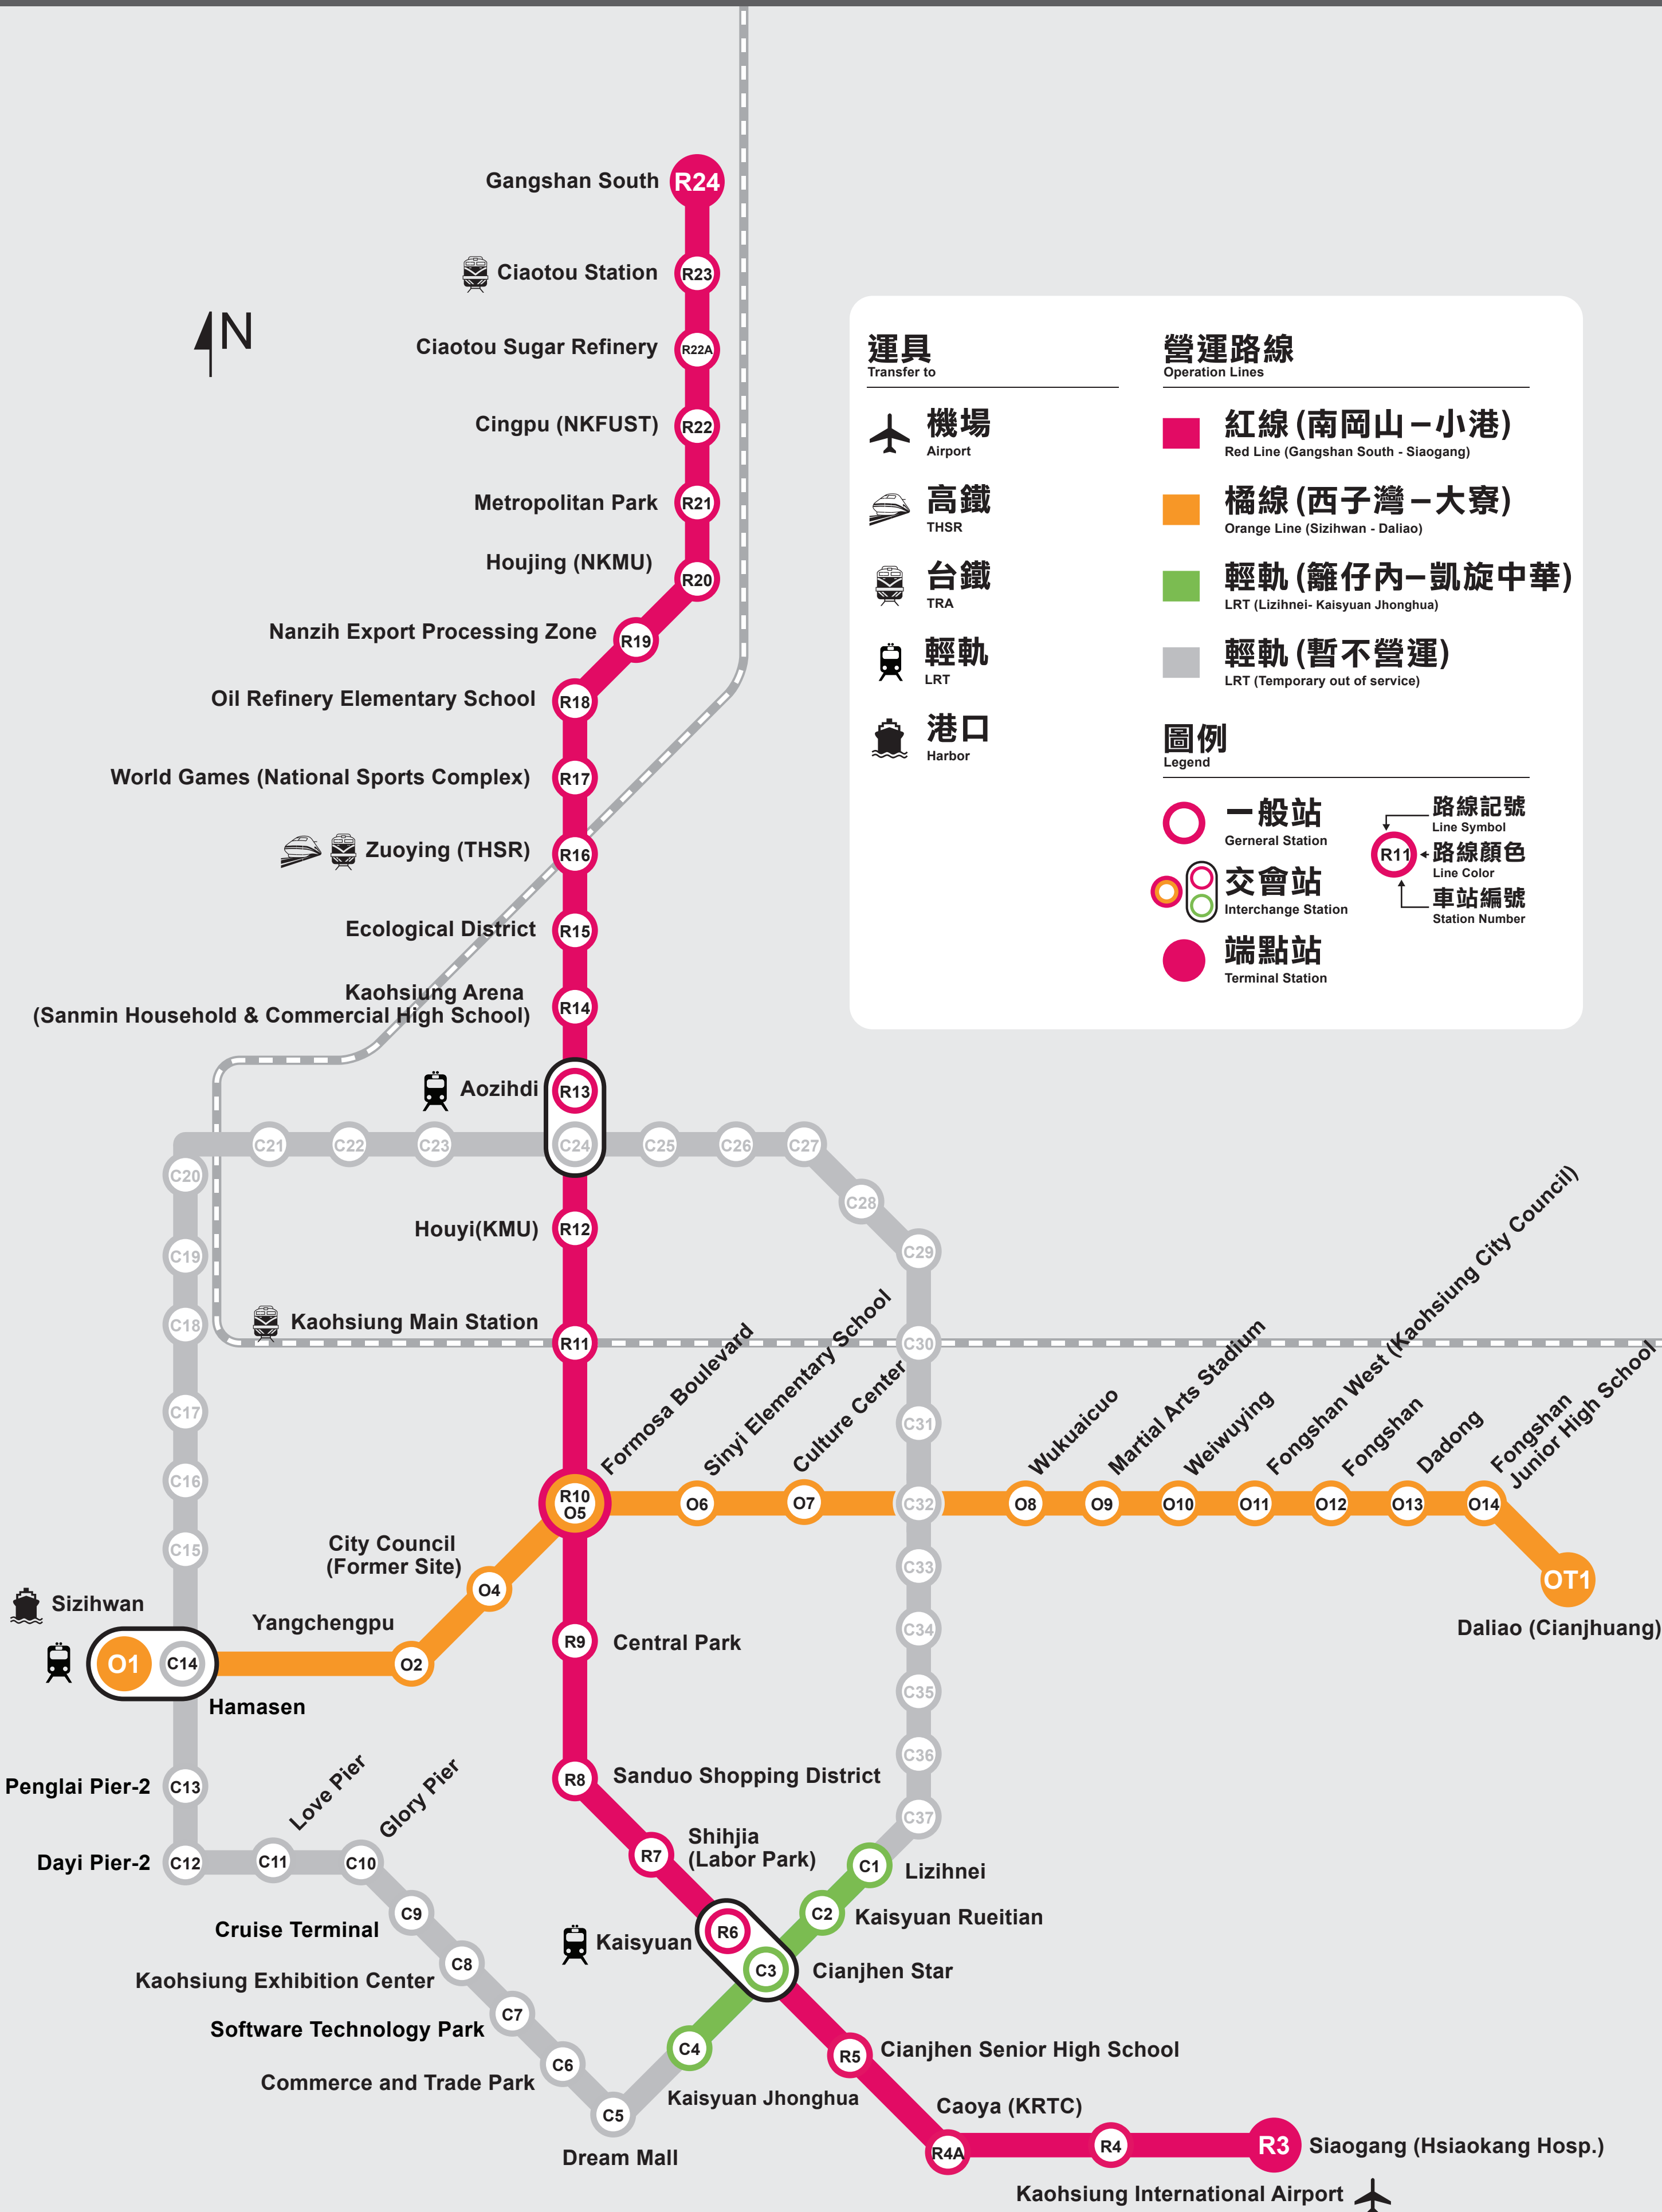 Gangshan South
R24
Ciaotou Station
R23
N
Ciaotou Sugar Refinery
R22A
Cingpu (NKFUST)
R22
Metropolitan Park
R21
Houjing (NKMU)
R20
Nanzih Export Processing Zone
R19
Oil Refinery Elementary School
R18
World Games (National Sports Complex)
R17
Zuoying (THSR)
R16
Ecological District
R15
Kaohsiung Arena
(Sanmin Household & Commercial High School)
R14
Aozihdi
R13
C24
運具
Transfer to
機場
Airport
高鐵
THSR
台鐵
TRA
輕軌
LRT
港口
Harbor
營運路線
Operation Lines
紅線(南岡山－小港)
Red Line (Gangshan South - Siaogang)
橘線(西子灣－大寮)
Orange Line (Sizihwan - Daliao)
輕軌(籬仔內－凱旋中華)
LRT (Lizihnei- Kaisyuan Jhonghua)
輕軌(暫不營運)
LRT (Temporary out of service)
圖例
Legend
一般站
Gerneral Station
交會站
Interchange Station
端點站
Terminal Station
路線記號
Line Symbol
R11
路線顏色
Line Color
車站編號
Station Number
C20
C21
C22
C23
C25
C26
C27
C28
C29
C19
C18
C17
C16
C15
Houyi(KMU)
R12
Kaohsiung Main Station
R11
C30
C31
C32
C33
C34
C35
C36
C37
Formosa Boulevard
R10
O5
Sinyi Elementary School
O6
Culture Center
O7
Wukuaicuo
O8
Martial Arts Stadium
O9
Weiwuying
O10
Fongshan West (Kaohsiung City Council)
O11
Fongshan
O12
Dadong
O13
Fongshan
Junior High School
O14
OT1
Daliao (Cianjhuang)
City Council
(Former Site)
O4
Yangchengpu
O2
Sizihwan
O1
C14
Hamasen
Central Park
R9
Sanduo Shopping District
R8
Shihjia
(Labor Park)
R7
Kaisyuan
R6
C3
Cianjhen Star
Penglai Pier-2
C13
Dayi Pier-2
C12
Love Pier
C11
Glory Pier
C10
Cruise Terminal
C9
Kaohsiung Exhibition Center
C8
Software Technology Park
C7
Commerce and Trade Park
C6
Dream Mall
C5
Kaisyuan Jhonghua
C4
Lizihnei
C1
Kaisyuan Rueitian
C2
Cianjhen Senior High School
R5
Caoya (KRTC)
R4A
R4
Kaohsiung International Airport
R3
Siaogang (Hsiaokang Hosp.)